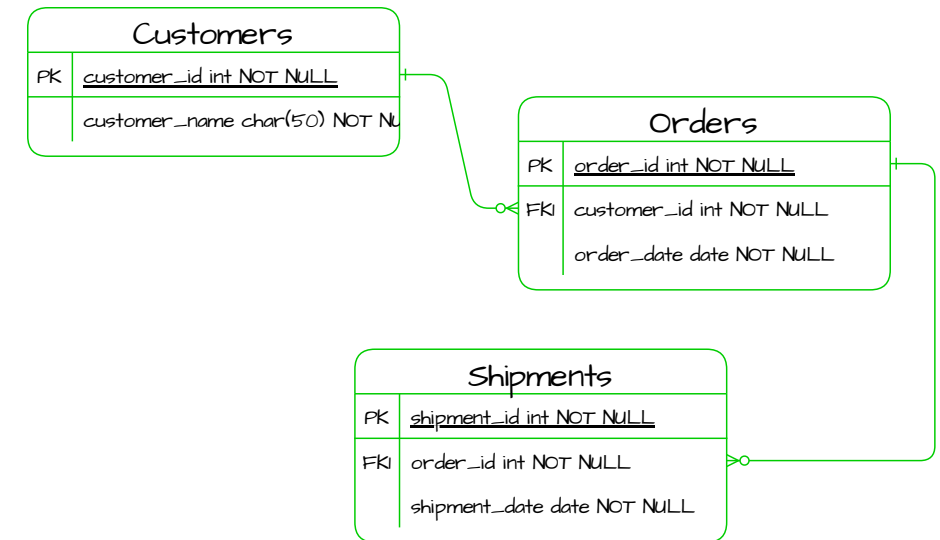 Customers
PK customer_id int NOT NULL
customer_name char(50) NOT NU
Orders
PK order_id int NOT NULL
FK1 customer_id int NOT NULL
order_date date NOT NULL
Shipments
PK shipment_id int NOT NULL
FK1 order_id int NOT NULL
shipment_date date NOT NULL